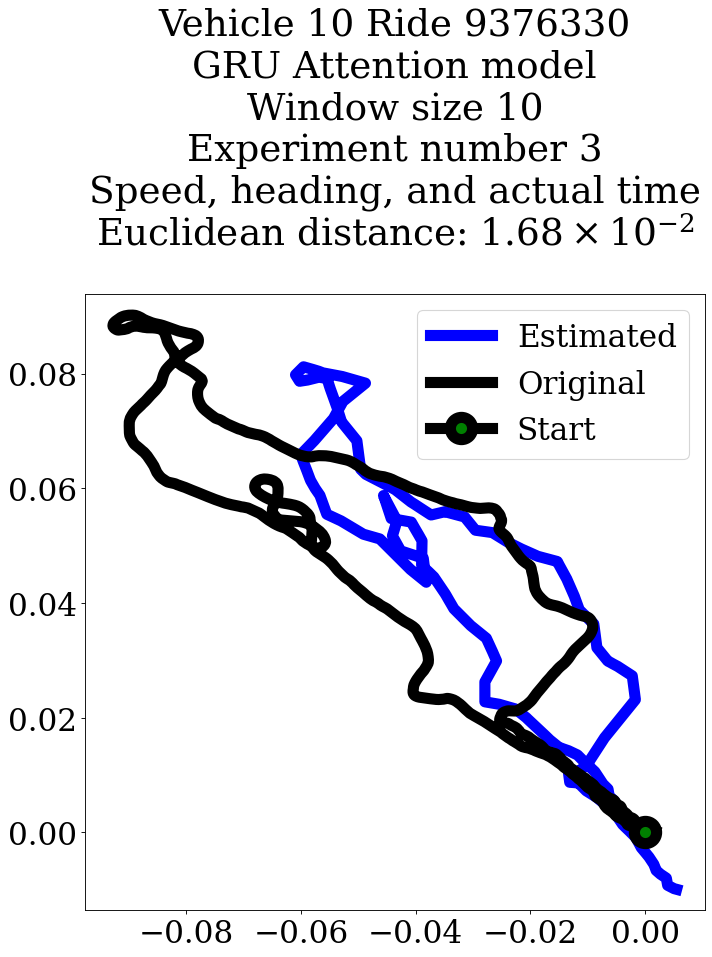 Vehicle 10 Ride 9376330
GRU Attention model
Window size 10
Experiment number 3
Speed, heading, and actual time
Euclidean distance: 1.68 × 10⁻²
Estimated
Original
Start
0.08
0.06
0.04
0.02
0.00
−0.08 −0.06 −0.04 −0.02 0.00